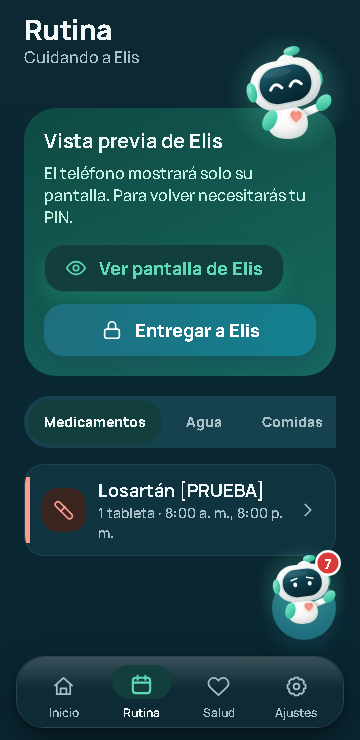 Rutina
Cuidando a Elis
Vista previa de Elis
El teléfono mostrará solo su
pantalla. Para volver necesitarás tu
PIN.
Ver pantalla de Elis
Entregar a Elis
Medicamentos
Agua
Comidas
Losartán [PRUEBA]
1 tableta · 8:00 a. m., 8:00 p.
m.
7
Inicio
Rutina
Salud
Ajustes